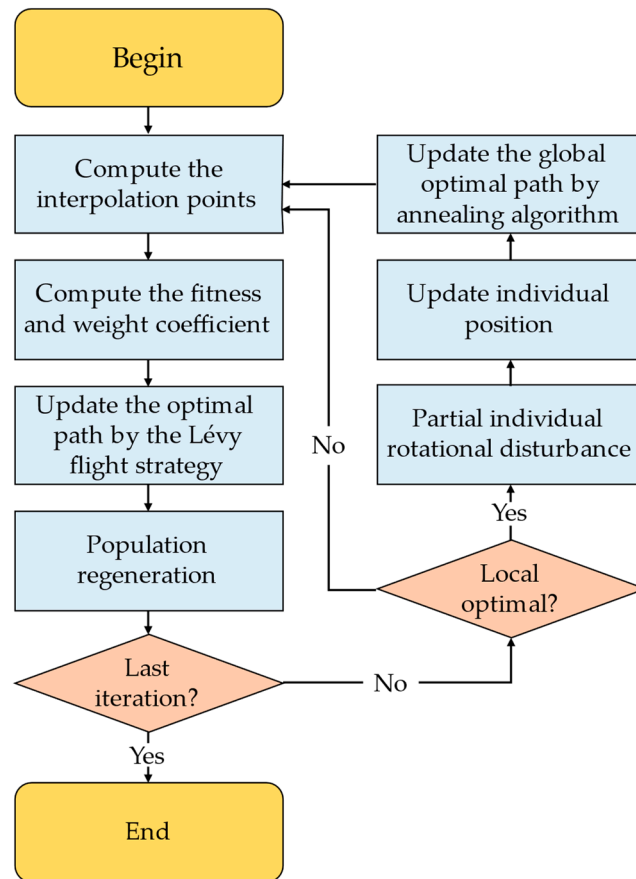 Begin
Compute the
interpolation points
Compute the fitness
and weight coefficient
Update the optimal
path by the Lévy
flight strategy
Population
regeneration
Last
iteration?
Yes
End
No
Local
optimal?
No
Yes
Partial individual
rotational disturbance
Update individual
position
Update the global
optimal path by
annealing algorithm